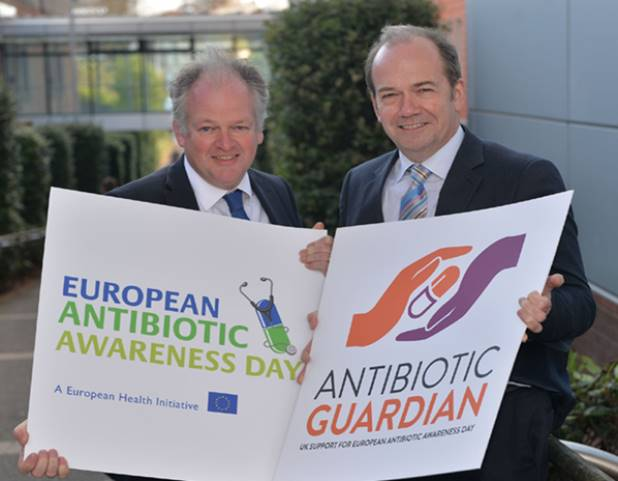 EUROPEAN
ANTIBIOTIC
AWARENESS DAY
A European Health Initiative
ANTIBIOTIC
GUARDIAN
UK SUPPORT FOR EUROPEAN ANTIBIOTIC AWARENESS DAY